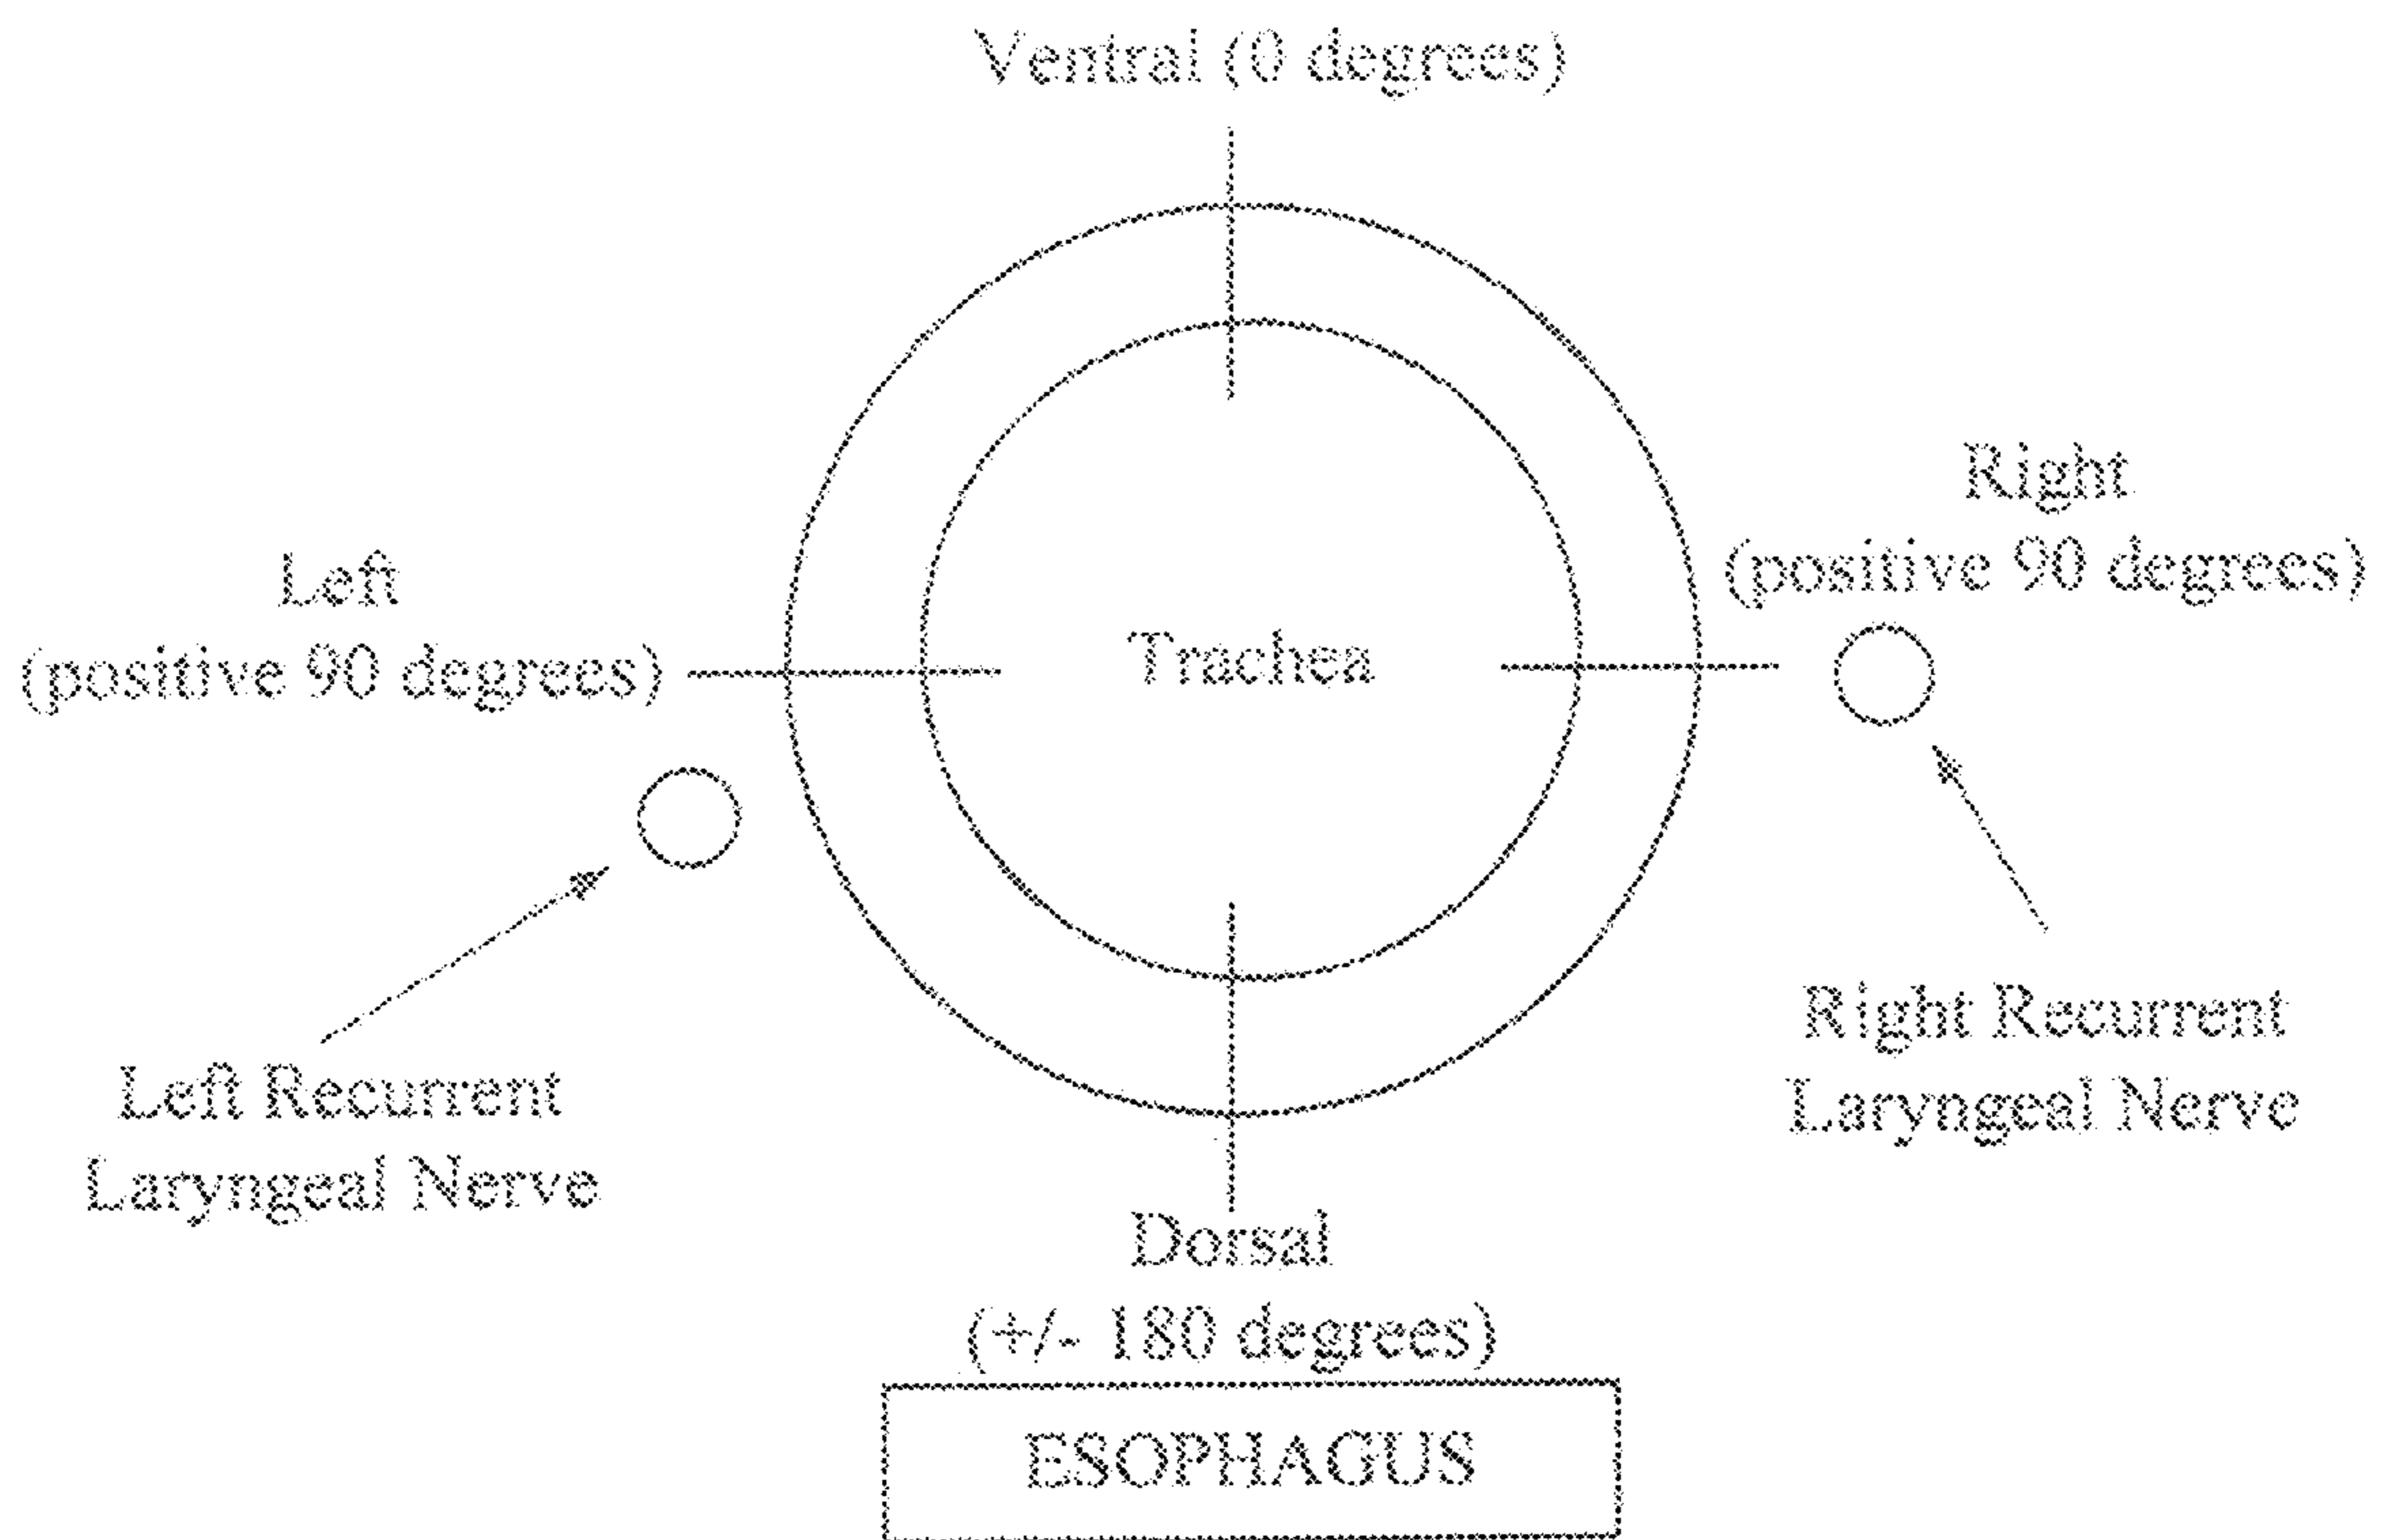 Ventral (0 degrees)
Right
(positive 90 degrees)
Left
(positive 90 degrees)
Trachea
Right Recurrent
Laryngeal Nerve
Left Recurrent
Laryngeal Nerve
Dorsal
(+/- 180 degrees)
ESOPHAGUS